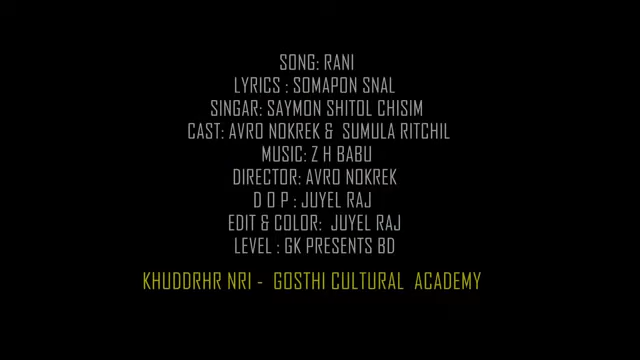 SONG: RANI
LYRICS : SOMAPON SNAL
SINGAR: SAYMON SHITOL CHISIM
CAST: AVRO NOKREK & SUMULA RITCHIL
MUSIC: Z H BABU
DIRECTOR: AVRO NOKREK
D O P : JUYEL RAJ
EDIT & COLOR: JUYEL RAJ
LEVEL : GK PRESENTS BD
KHUDDRHR NRI - GOSTHI CULTURAL ACADEMY